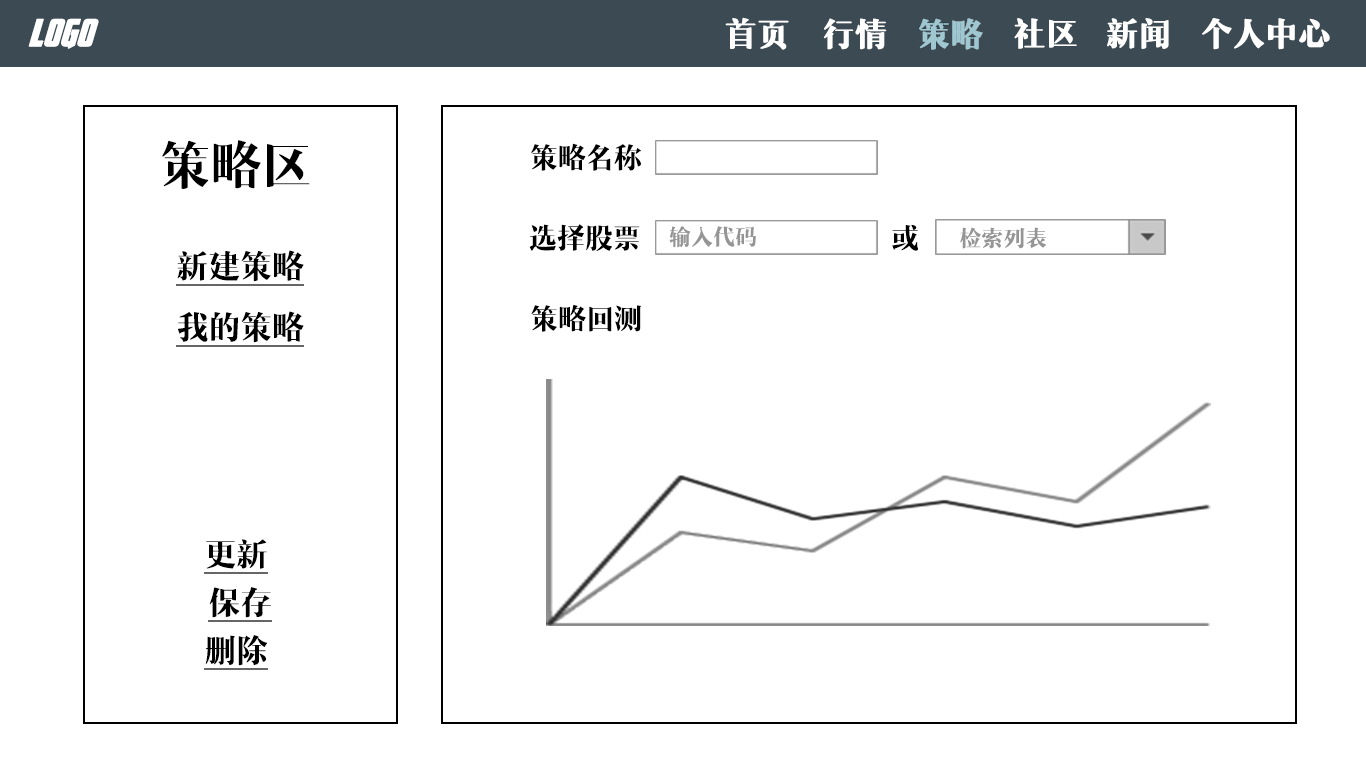 LOGO 首页 行情 策略 社区 新闻 个人中心
策略区
新建策略
我的策略
更新
保存
删除
策略名称
选择股票 输入代码 或 检索列表
策略回测